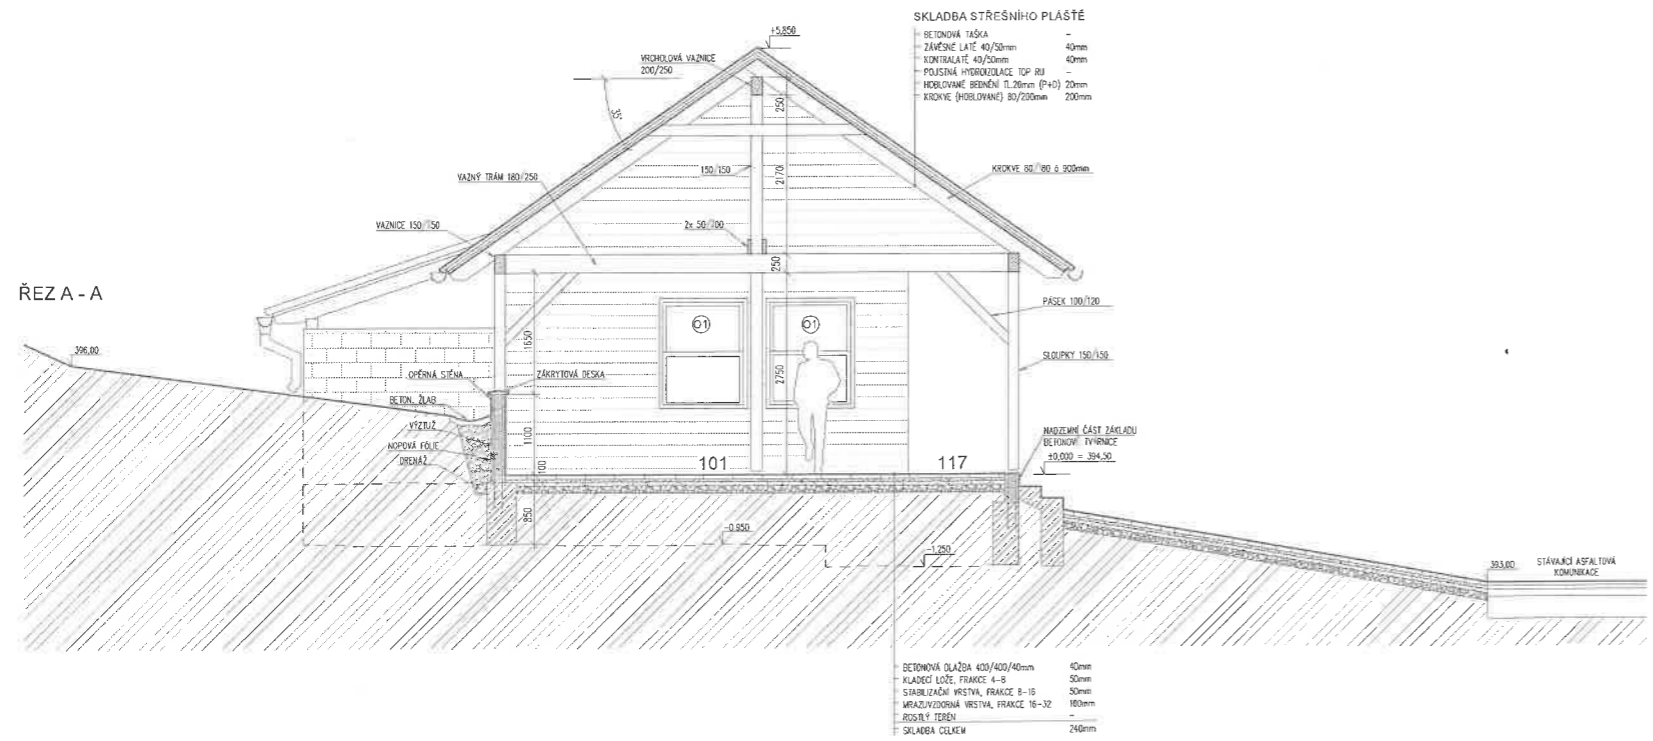 SKLADBA STŘEŠNÍHO PLÁŠTĚ
BETONOVÁ TAŠKA –
ZÁVĚSNÉ LATĚ 40/50mm 40mm
KONTRALATĚ 40/50mm 40mm
POJISTNÁ HYDROIZOLACE TOP RU –
HOBLOVANÉ BEDNĚNÍ TL.20mm (P+D) 20mm
KROKVE (HOBLOVANÉ) 80/200mm 200mm
+5,850
VRCHOLOVÁ VAZNICE
200/250
35°
250
150/150
2170
KROKVE 80/180 ó 900mm
VAZNÝ TRÁM 180/250
VAZNICE 150/150
2x 50/200
250
ŘEZ A - A
PÁSEK 100/120
O1
O1
1650
396,00
SLOUPKY 150/150
OPĚRNÁ STĚNA
ZÁKRYTOVÁ DESKA
2750
BETON. ŽLAB
VÝZTUŽ
1100
NADZEMNÍ ČÁST ZÁKLADU
BETONOVÉ TVÁRNICE
NOPOVÁ FÓLIE
DRENÁŽ
100
101
117
±0,000 = 394,50
850
-0,950
-1,250
393,00
STÁVAJÍCÍ ASFALTOVÁ
KOMUNIKACE
BETONOVÁ DLAŽBA 400/400/40mm 40mm
KLADECÍ LOŽE, FRAKCE 4-8 50mm
STABILIZAČNÍ VRSTVA, FRAKCE 8-16 50mm
MRAZUVZDORNÁ VRSTVA, FRAKCE 16-32 100mm
ROSTLÝ TERÉN –
SKLADBA CELKEM 240mm